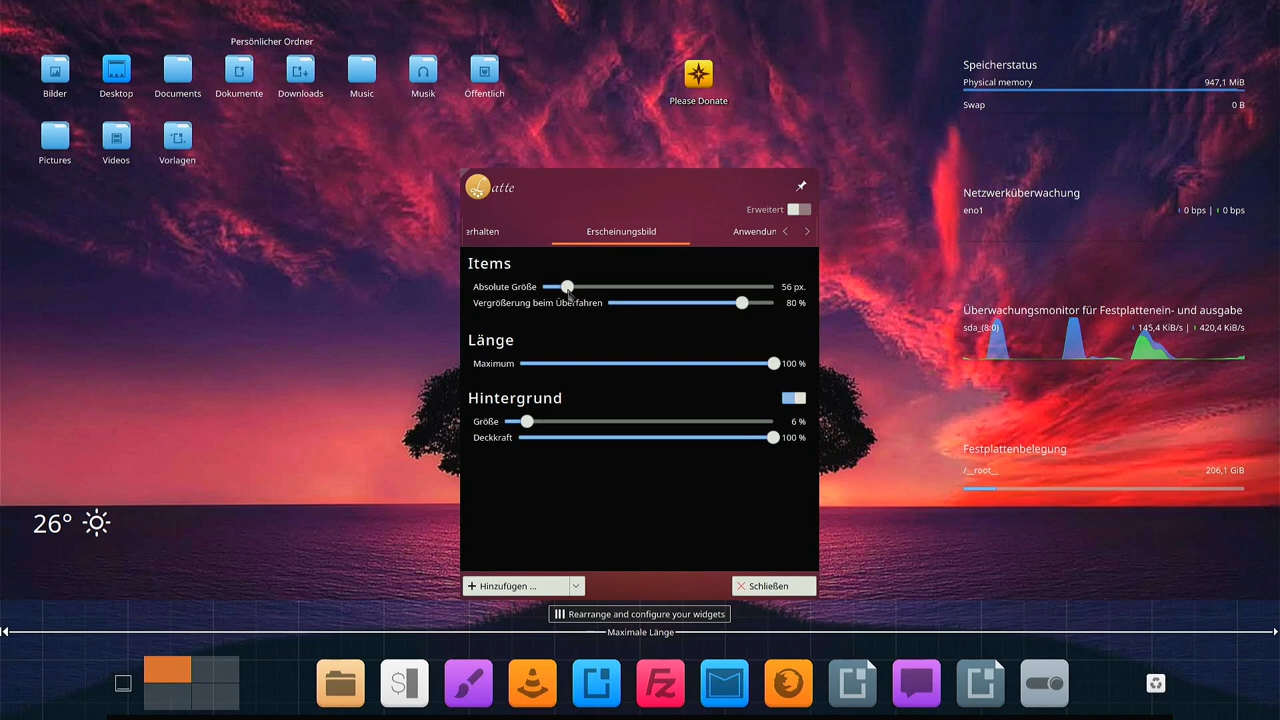 Persönlicher Ordner
Bilder
Desktop
Documents
Dokumente
Downloads
Music
Musik
Öffentlich
Pictures
Videos
Vorlagen
Please Donate
Speicherstatus
Physical memory 947,1 MiB
Swap 0 B
Netzwerküberwachung
eno1 0 bps | 0 bps
Überwachungsmonitor für Festplattenein- und ausgabe
sda_(8:0) 145,4 KiB/s | 420,4 KiB/s
Festplattenbelegung
/__root__ 206,1 GiB
26°
Latte
Erweitert
erhalten Erscheinungsbild Anwendun
Items
Absolute Größe 56 px.
Vergrößerung beim Überfahren 80 %
Länge
Maximum 100 %
Hintergrund
Größe 6 %
Deckkraft 100 %
Hinzufügen ...
Schließen
Rearrange and configure your widgets
Maximale Länge
S
Fz